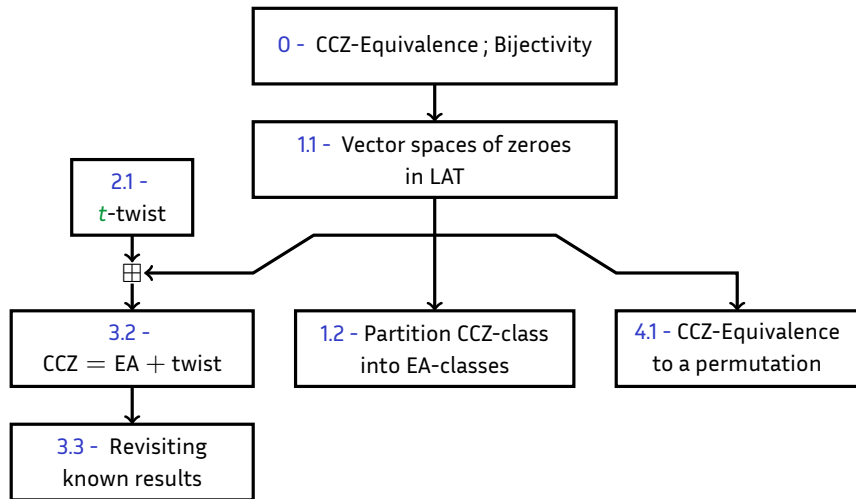 0 - CCZ-Equivalence ; Bijectivity
1.1 - Vector spaces of zeroes
in LAT
2.1 -
t-twist
3.2 -
CCZ = EA + twist
1.2 - Partition CCZ-class
into EA-classes
4.1 - CCZ-Equivalence
to a permutation
3.3 - Revisiting
known results